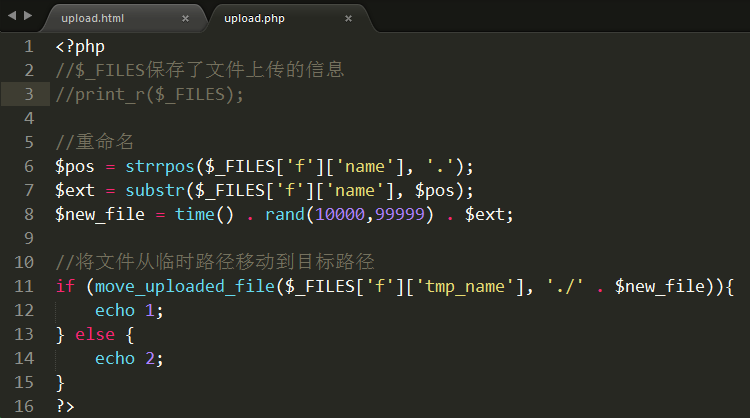 upload.html × upload.php ×
1 <?php
2 //$_FILES保存了文件上传的信息
3 //print_r($_FILES);
4
5 //重命名
6 $pos = strrpos($_FILES['f']['name'], '.');
7 $ext = substr($_FILES['f']['name'], $pos);
8 $new_file = time() . rand(10000,99999) . $ext;
9
10 //将文件从临时路径移动到目标路径
11 if (move_uploaded_file($_FILES['f']['tmp_name'], './' . $new_file)){
12 echo 1;
13 } else {
14 echo 2;
15 }
16 ?>